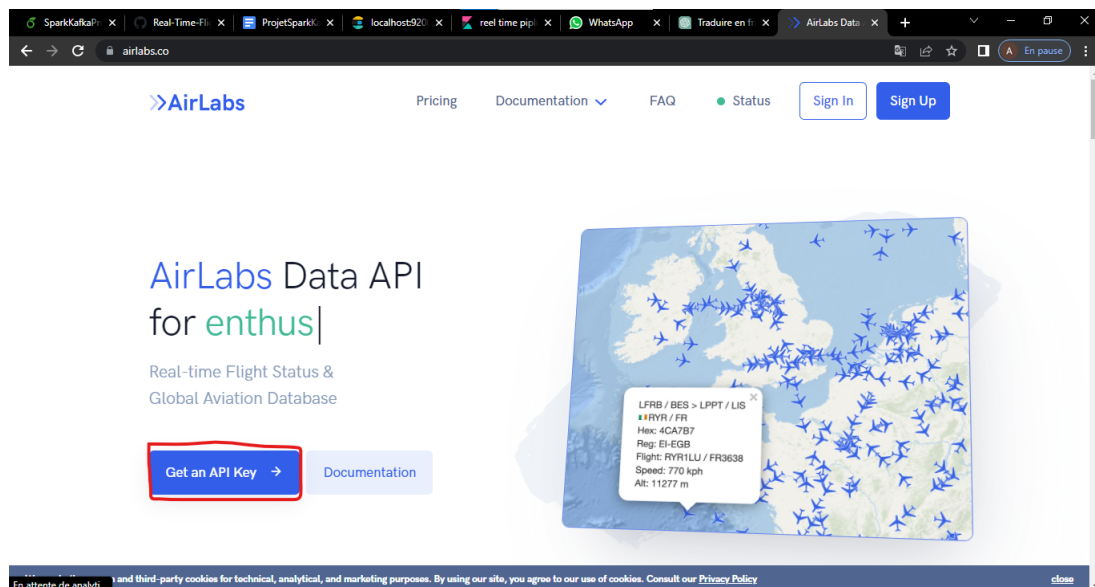 SparkKafkaPr
Real-Time-Fli
ProjetSparkK
localhost:920
reel time pipl
WhatsApp
Traduire en fr
AirLabs Data
airlabs.co
A En pause
AirLabs
Pricing
Documentation
FAQ
Status
Sign In
Sign Up
AirLabs Data API
for enthus
Real-time Flight Status &
Global Aviation Database
Get an API Key →
Documentation
LFRB / BES > LPPT / LIS
RYR / FR
Hex: 4CA7B7
Reg: EI-EGB
Flight: RYR1LU / FR3638
Speed: 770 kph
Alt: 11277 m
and third-party cookies for technical, analytical, and marketing purposes. By using our site, you agree to our use of cookies. Consult our Privacy Policy
close
En attente de analyti